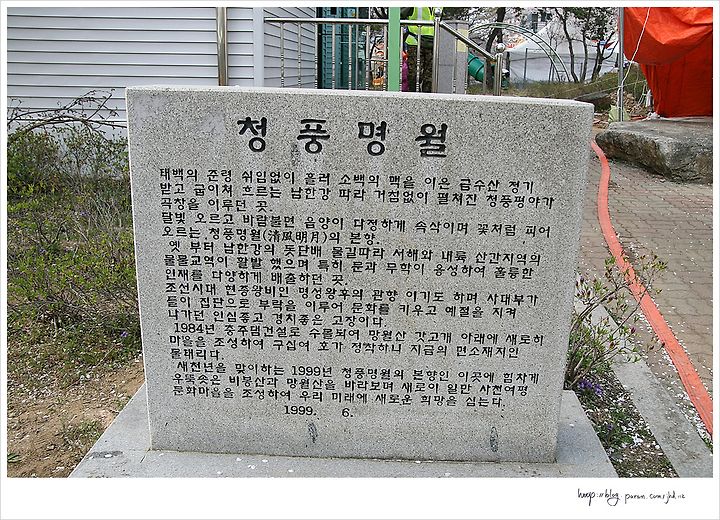 청풍명월
태백의 준령 쉬임없이 흘러 소백의 맥을 이은 금수산 정기
받고 굽이쳐 흐르는 남한강 따라 거침없이 펼쳐진 청풍평야가
곡창을 이루던 곳
달빛 오르고 바람불면 음양이 다정하게 속삭이며 꽃처럼 피어
오르는 청풍명월(清風明月)의 본향.
옛 부터 남한강의 돛단배 물길따라 서해와 내륙 산간지역의
물물교역이 활발 했으며 특히 문과 무학이 융성하여 훌륭한
인재를 다양하게 배출하던 곳.
조선시대 현종왕비인 명성왕후의 관향 이기도 하며 사대부가
들이 집단으로 부락을 이루어 문화를 키우고 예절을 지켜
나가던 인심좋고 경치좋은 고장이다.
1984년 충주댐건설로 수몰되여 망월산 갓고개 아래에 새로히
마을을 조성하여 구십여 호가 정착하니 지금의 면소재지인
물태리다.
새천년을 맞이하는 1999년 청풍명월의 본향인 이곳에 힘차게
우뚝솟은 비봉산과 망월산을 바라보며 새로이 일만 사천여평
문화마을을 조성하여 우리 미래에 새로운 희망을 심는다.
1999. 6.